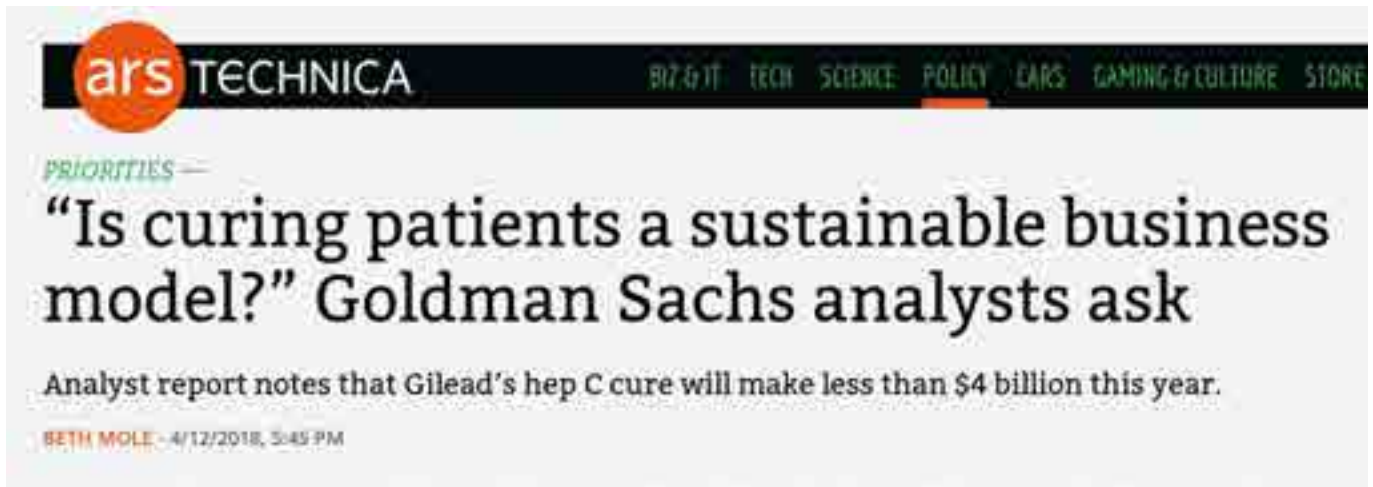 ars TECHNICA BIZ & IT TECH SCIENCE POLICY CARS GAMING & CULTURE STORE
PRIORITIES —
“Is curing patients a sustainable business
model?” Goldman Sachs analysts ask
Analyst report notes that Gilead’s hep C cure will make less than $4 billion this year.
BETH MOLE - 4/12/2018, 5:45 PM